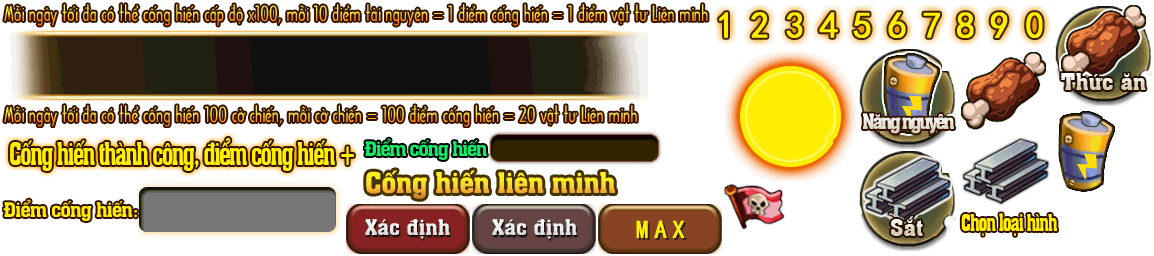 Mỗi ngày tối đa có thể cống hiến cấp độ x100, mỗi 10 điểm tài nguyên = 1 điểm cống hiến = 1 điểm vật tư Liên minh
1 2 3 4 5 6 7 8 9 0
Thức ăn
Mỗi ngày tối đa có thể cống hiến 100 cờ chiến, mỗi cờ chiến = 100 điểm cống hiến = 20 vật tư Liên minh
Năng nguyên
Cống hiến thành công, điểm cống hiến +
Điểm cống hiến
Cống hiến liên minh
Điểm cống hiến:
Xác định
Xác định
MAX
Sắt
Chọn loại hình